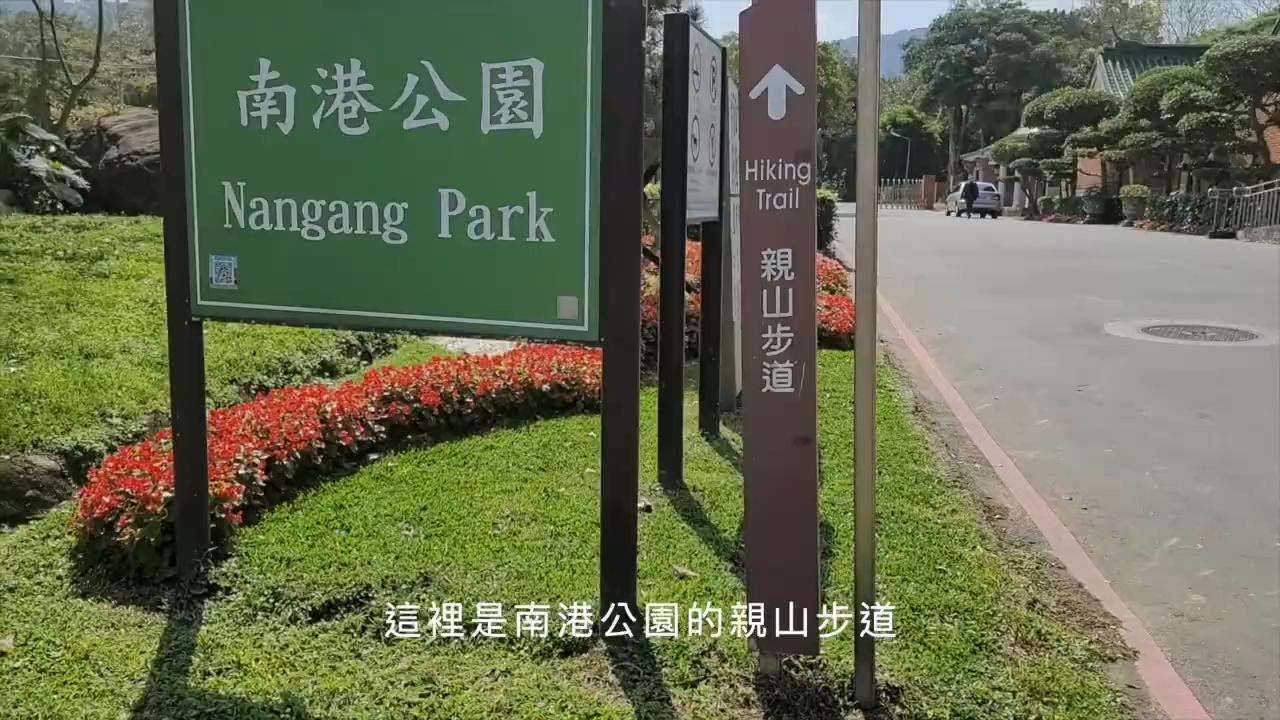 南港公園
Nangang Park
Hiking
Trail
親山步道
這裡是南港公園的親山步道